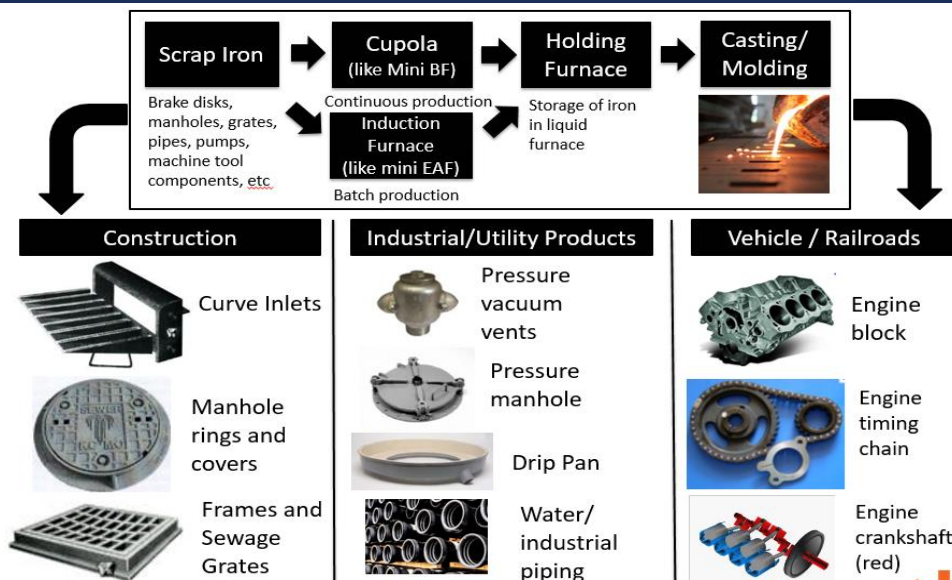 Scrap Iron
Cupola
(like Mini BF)
Holding
Furnace
Casting/
Molding
Brake disks,
manholes, grates,
pipes, pumps,
machine tool
components, etc
Continuous production
Induction
Furnace
(like mini EAF)
Batch production
Storage of iron
in liquid
furnace
Construction
Curve Inlets
Manhole
rings and
covers
SEWER
Frames and
Sewage
Grates
Industrial/Utility Products
Pressure
vacuum
vents
Pressure
manhole
Drip Pan
Water/
industrial
piping
Vehicle / Railroads
Engine
block
Engine
timing
chain
Engine
crankshaft
(red)